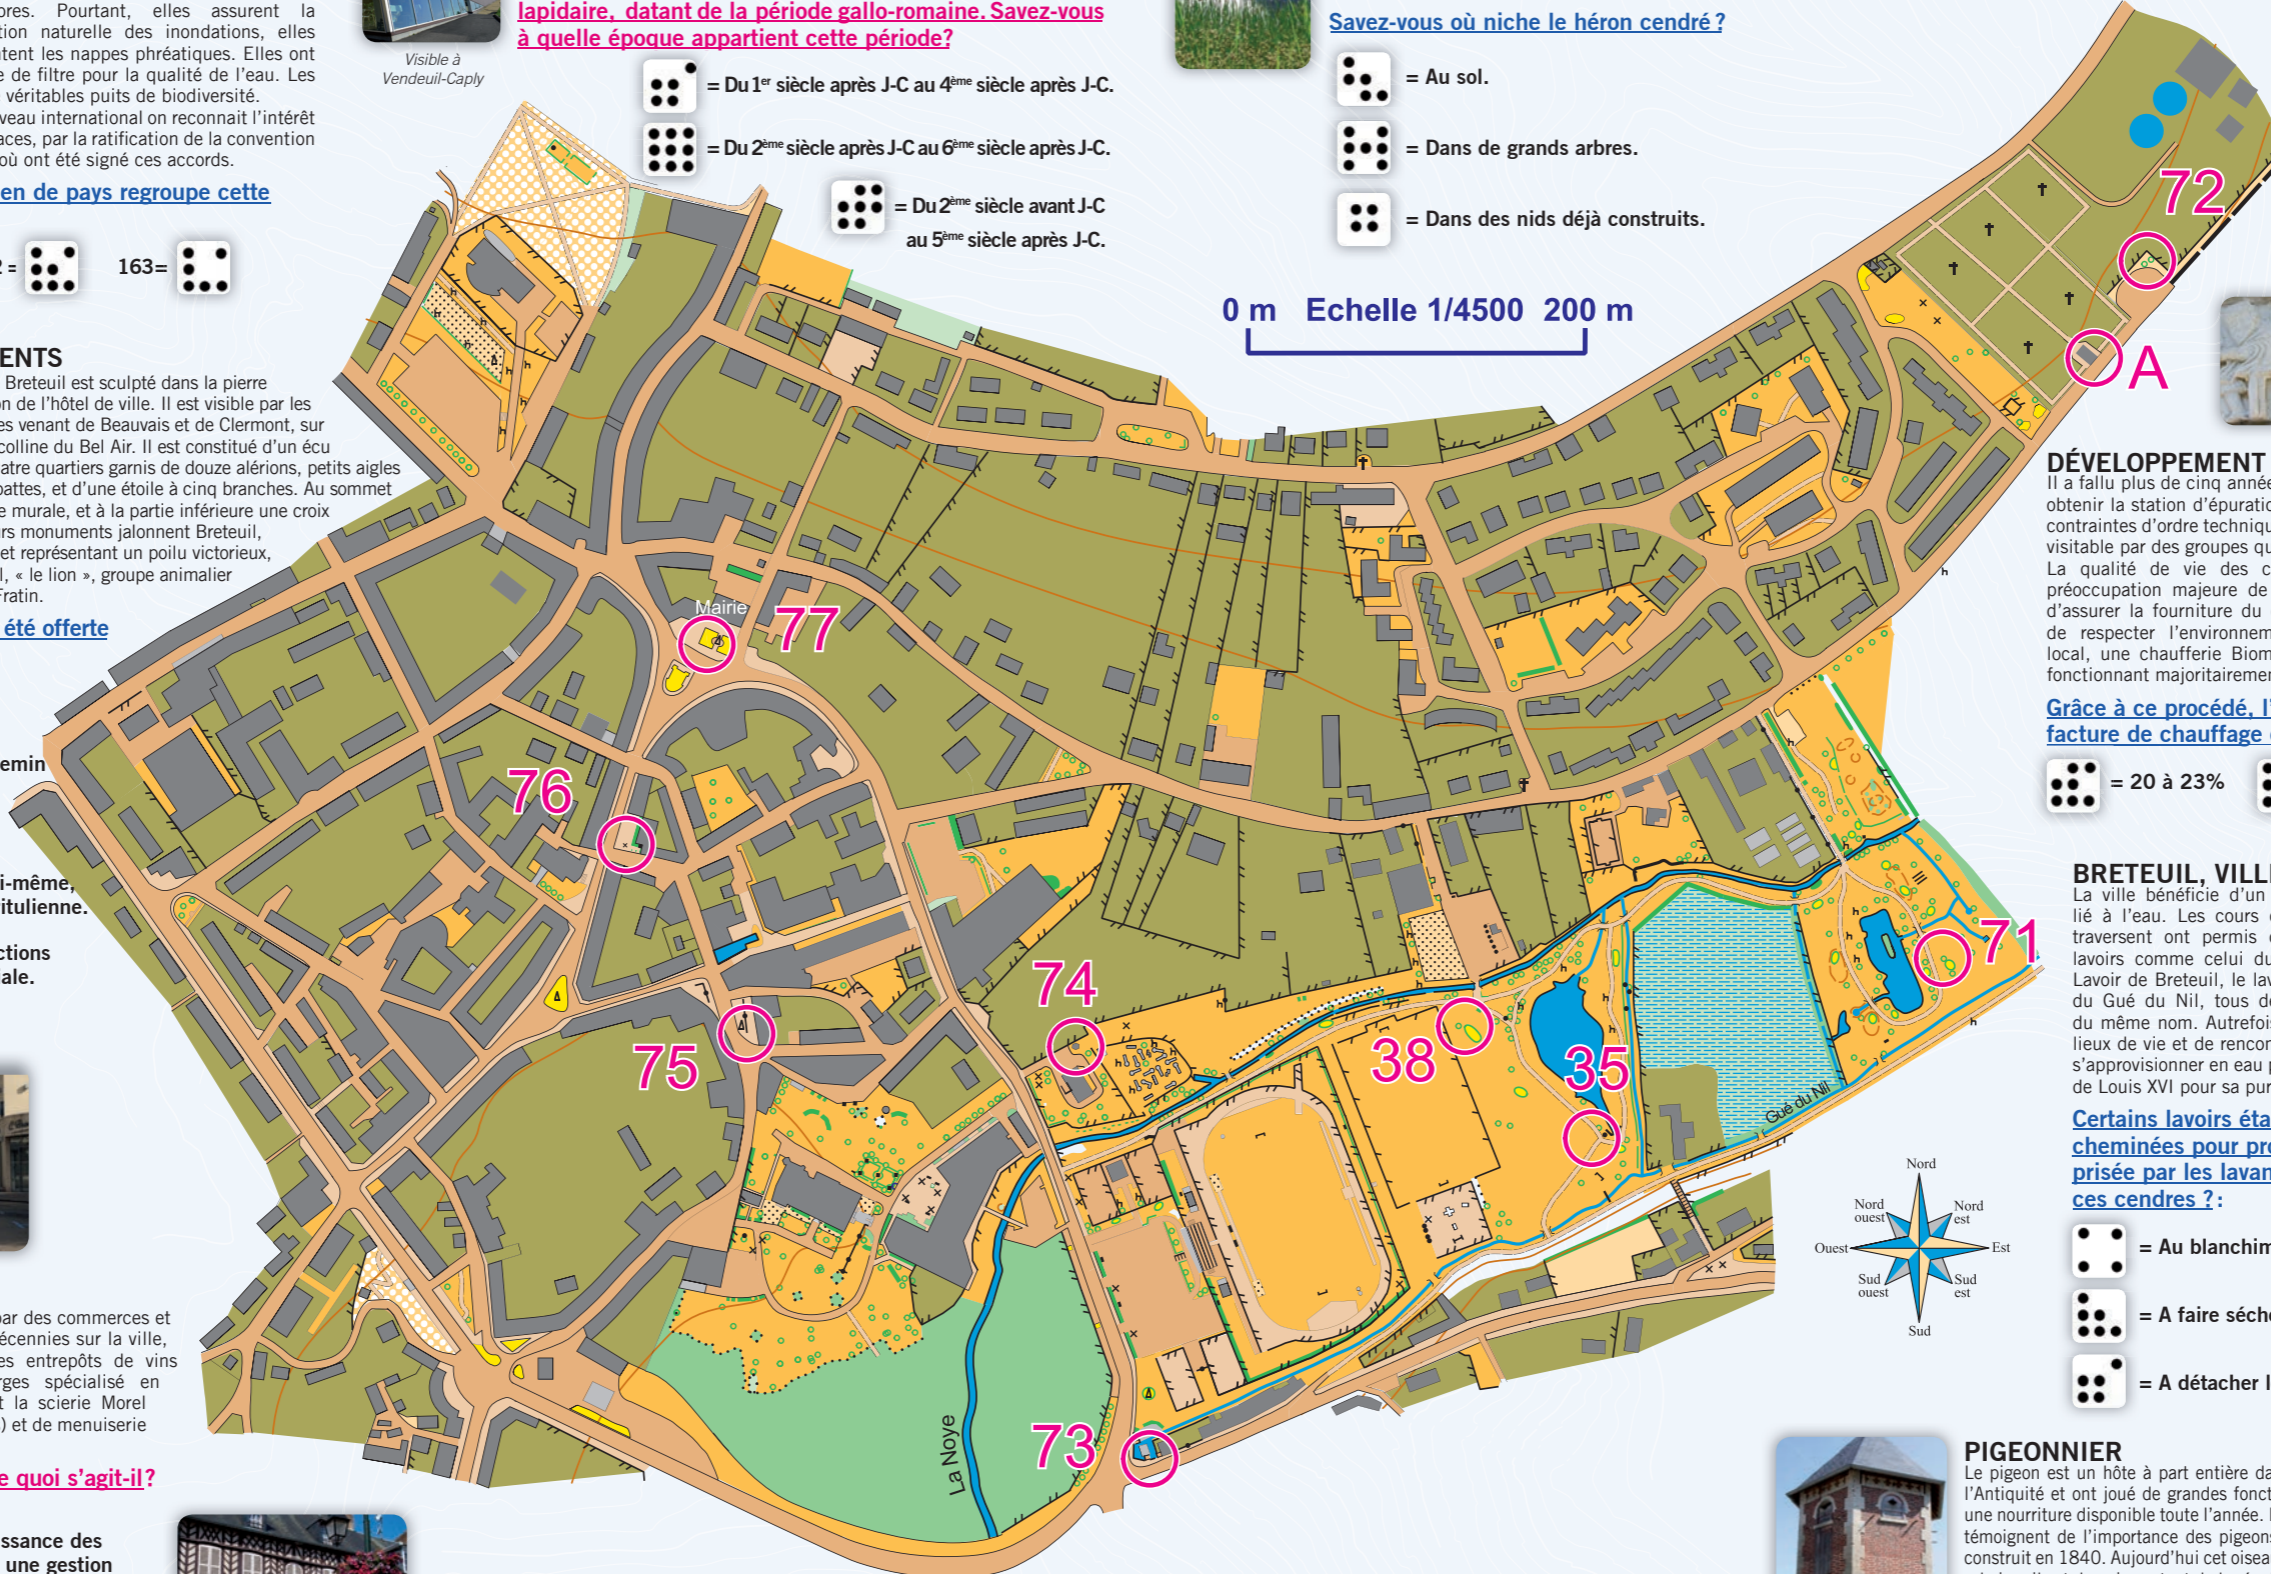 bres. Pourtant, elles assurent la
tion naturelle des inondations, elles
tent les nappes phréatiques. Elles ont
e de filtre pour la qualité de l'eau. Les
véritables puits de biodiversité.
veau international on reconnait l'intérêt
aces, par la ratification de la convention
où ont été signé ces accords.
en de pays regroupe cette
2 =
163=
Visible à
Vendeuil-Caply
lapidaire, datant de la période gallo-romaine. Savez-vous
à quelle époque appartient cette période?
= Du 1er siècle après J-C au 4ème siècle après J-C.
= Du 2ème siècle après J-C au 6ème siècle après J-C.
= Du 2ème siècle avant J-C
au 5ème siècle après J-C.
Savez-vous où niche le héron cendré ?
= Au sol.
= Dans de grands arbres.
= Dans des nids déjà construits.
0 m Echelle 1/4500 200 m
ENTS
Breteuil est sculpté dans la pierre
on de l'hôtel de ville. Il est visible par les
es venant de Beauvais et de Clermont, sur
colline du Bel Air. Il est constitué d'un écu
atre quartiers garnis de douze alérions, petits aigles
pattes, et d'une étoile à cinq branches. Au sommet
e murale, et à la partie inférieure une croix
rs monuments jalonnent Breteuil,
et représentant un poilu victorieux,
l, « le lion », groupe animalier
Fratin.
été offerte
emin
i-même,
itulienne.
ctions
iale.
par des commerces et
écennies sur la ville,
es entrepôts de vins
rges spécialisé en
t la scierie Morel
) et de menuiserie
e quoi s'agit-il?
ssance des
une gestion
72
A
Mairie
77
76
75
74
38
35
71
73
Gué du Nil
La Noye
Nord
Nord
ouest
Nord
est
Ouest
Est
Sud
ouest
Sud
est
Sud
DÉVELOPPEMENT
Il a fallu plus de cinq année
obtenir la station d'épuratio
contraintes d'ordre techniqu
visitable par des groupes qu
La qualité de vie des c
préoccupation majeure de
d'assurer la fourniture du
de respecter l'environnem
local, une chaufferie Biom
fonctionnant majoritairemen
Grâce à ce procédé, l'
facture de chauffage
= 20 à 23%
BRETEUIL, VILL
La ville bénéficie d'un
lié à l'eau. Les cours
traversent ont permis
lavoirs comme celui du
Lavoir de Breteuil, le lav
du Gué du Nil, tous de
du même nom. Autrefois
lieux de vie et de rencon
s'approvisionner en eau p
de Louis XVI pour sa pur
Certains lavoirs éta
cheminées pour pro
prisée par les lavan
ces cendres ? :
= Au blanchim
= A faire séche
= A détacher l
PIGEONNIER
Le pigeon est un hôte à part entière da
l'Antiquité et ont joué de grandes fonct
une nourriture disponible toute l'année.
témoignent de l'importance des pigeons
construit en 1840. Aujourd'hui cet oisea